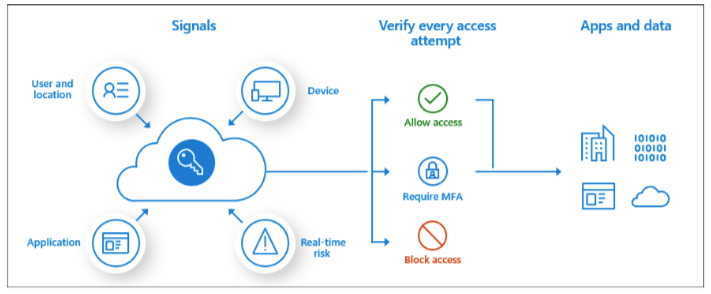 Signals
Verify every access
attempt
Apps and data
User and
location
Device
Allow access
101010
010101
101010
Require MFA
Application
Real-time
risk
Block access